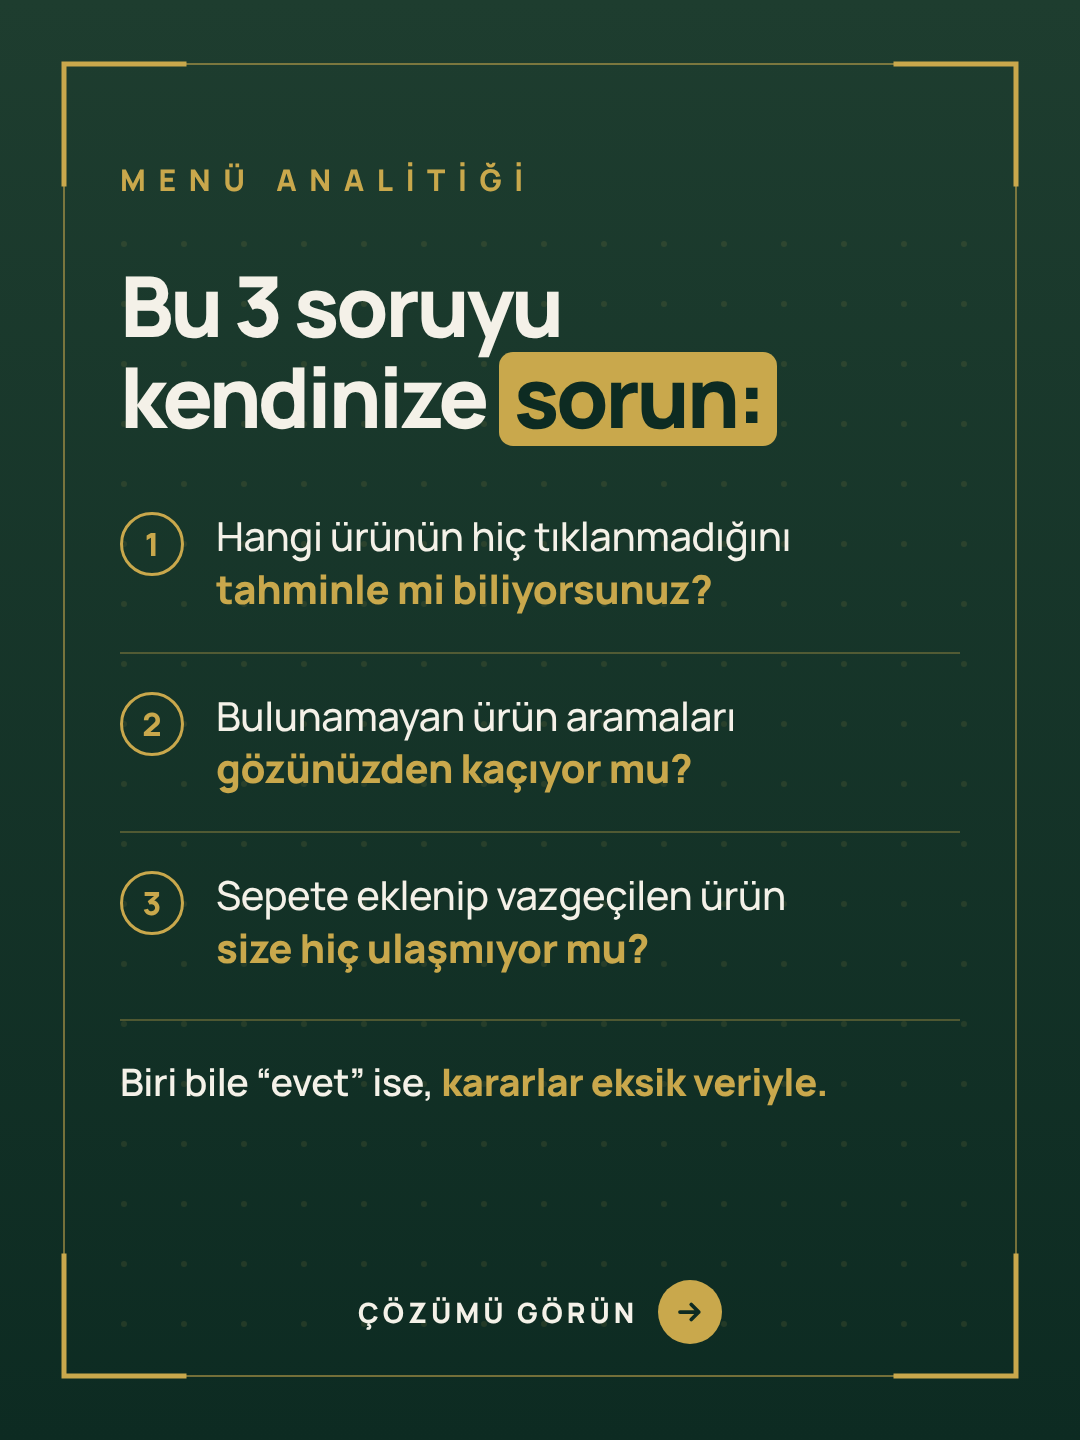 MENÜ ANALİTİĞİ
Bu 3 soruyu
kendinize sorun:
1 Hangi ürünün hiç tıklanmadığını
tahminle mi biliyorsunuz?
2 Bulunamayan ürün aramaları
gözünüzden kaçıyor mu?
3 Sepete eklenip vazgeçilen ürün
size hiç ulaşmıyor mu?
Biri bile “evet” ise, kararlar eksik veriyle.
ÇÖZÜMÜ GÖRÜN →